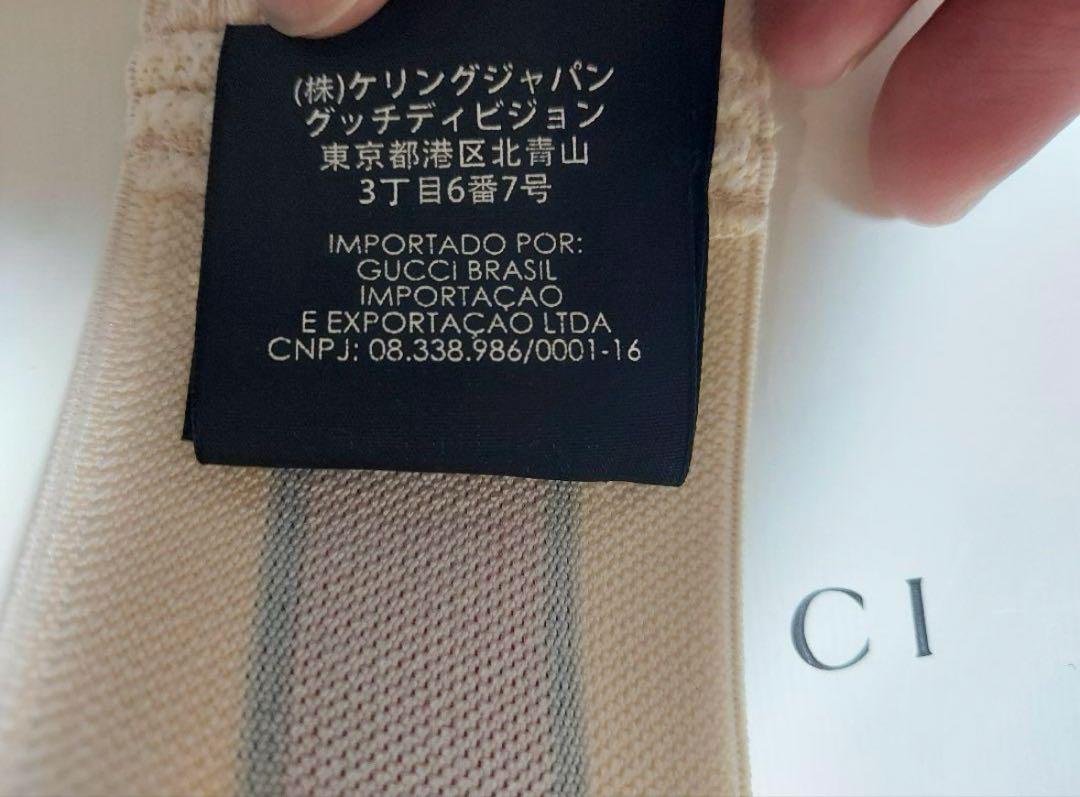 (株)ケリングジャパン
グッチディビジョン
東京都港区北青山
3丁目6番7号
IMPORTADO POR:
GUCCI BRASIL
IMPORTAÇAO
E EXPORTAÇAO LTDA
CNPJ: 08.338.986/0001-16
CI